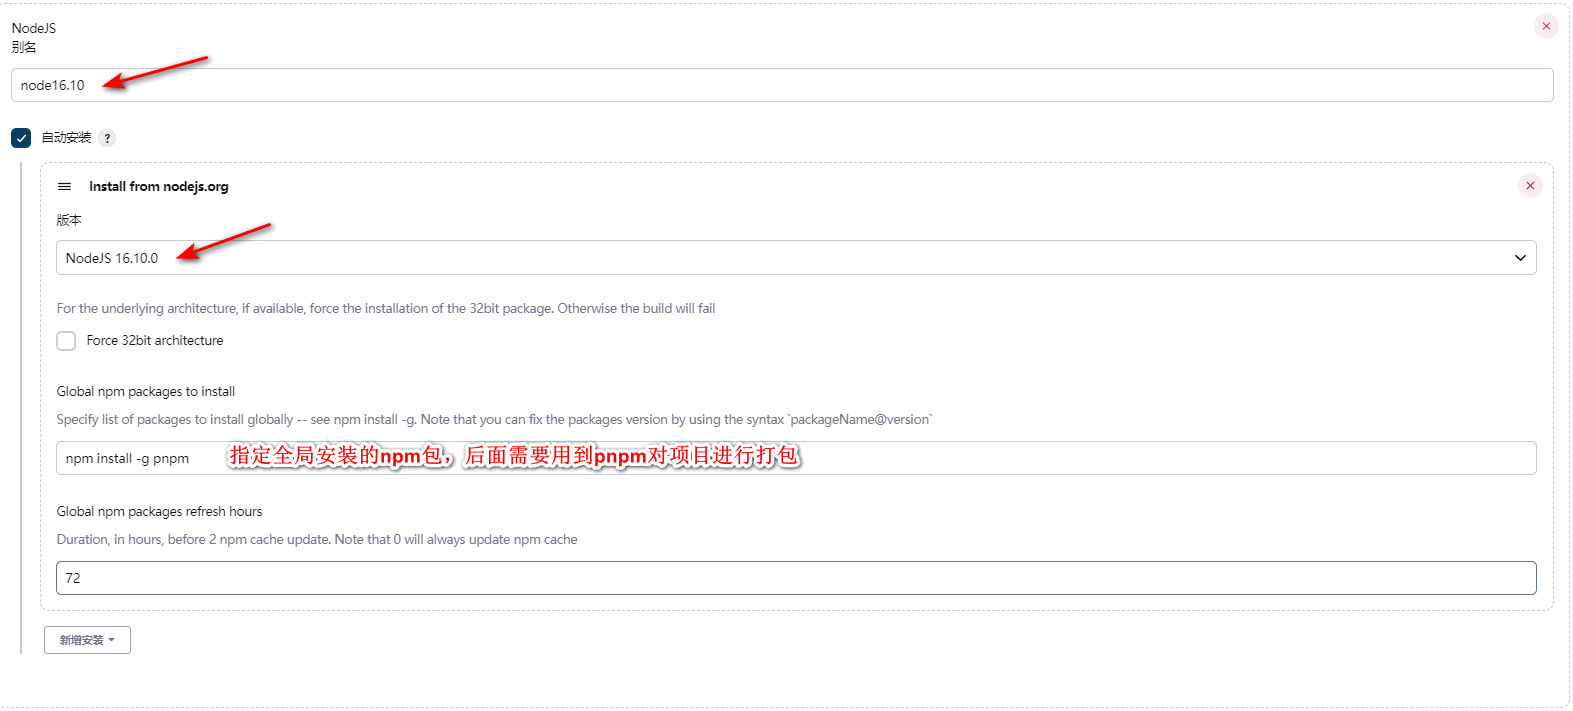 NodeJS
别名
node16.10
自动安装 ?
Install from nodejs.org
版本
NodeJS 16.10.0
For the underlying architecture, if available, force the installation of the 32bit package. Otherwise the build will fail
Force 32bit architecture
Global npm packages to install
Specify list of packages to install globally -- see npm install -g. Note that you can fix the packages version by using the syntax `packageName@version`
npm install -g pnpm 指定全局安装的npm包，后面需要用到pnpm对项目进行打包
Global npm packages refresh hours
Duration, in hours, before 2 npm cache update. Note that 0 will always update npm cache
72
新增安装